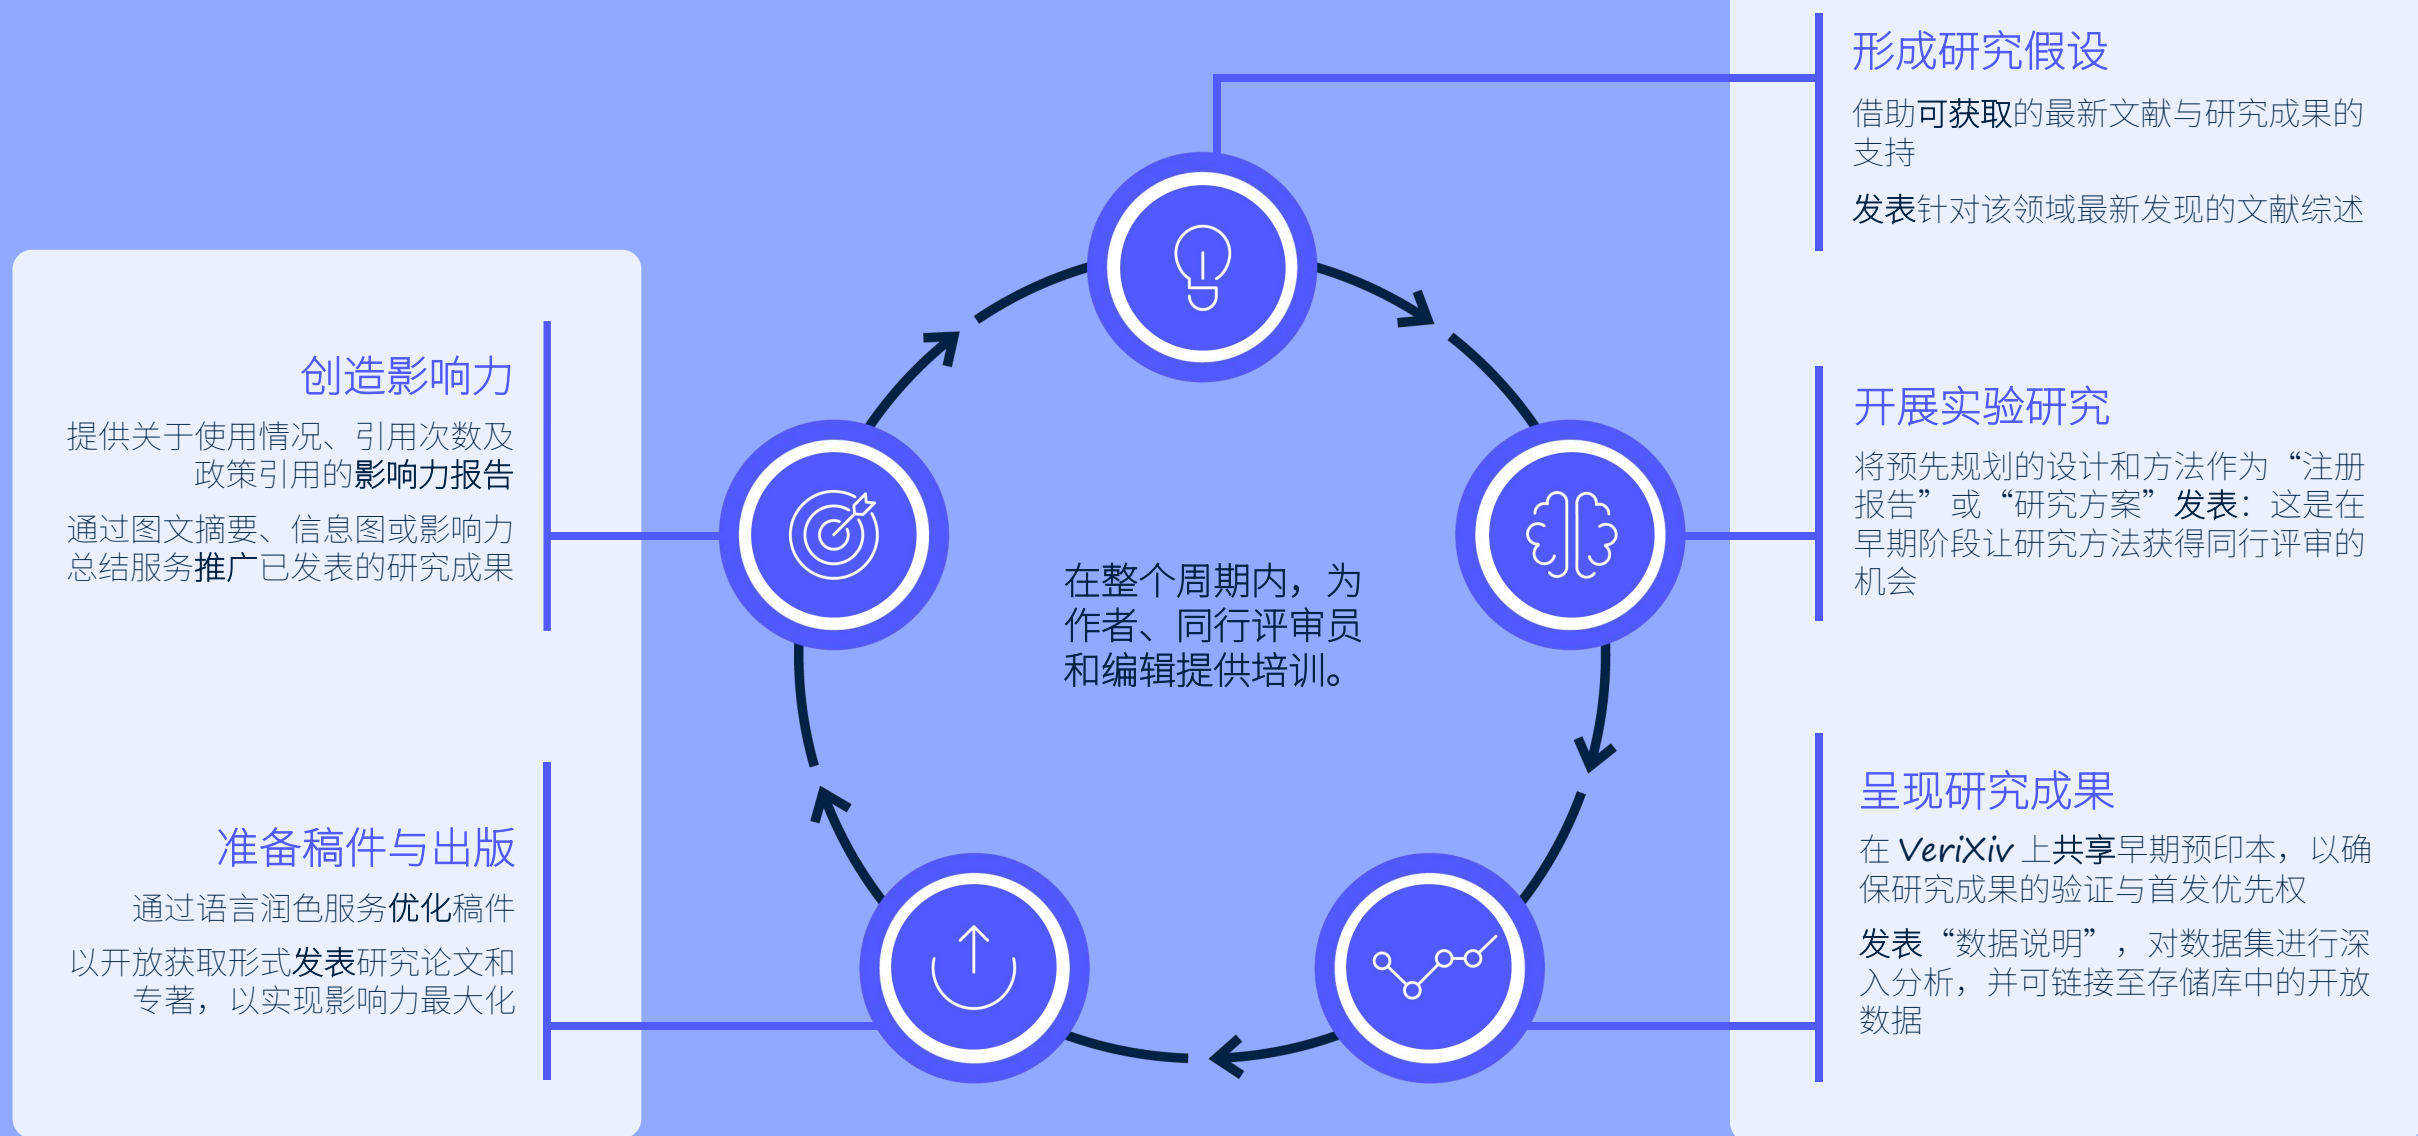 形成研究假设
借助可获取的最新文献与研究成果的
支持
发表针对该领域最新发现的文献综述
开展实验研究
将预先规划的设计和方法作为“注册
报告”或“研究方案”发表：这是在
早期阶段让研究方法获得同行评审的
机会
呈现研究成果
在 VeriXiv 上共享早期预印本，以确
保研究成果的验证与首发优先权
发表“数据说明”，对数据集进行深
入分析，并可链接至存储库中的开放
数据
准备稿件与出版
通过语言润色服务优化稿件
以开放获取形式发表研究论文和
专著，以实现影响力最大化
创造影响力
提供关于使用情况、引用次数及
政策引用的影响力报告
通过图文摘要、信息图或影响力
总结服务推广已发表的研究成果
在整个周期内，为
作者、同行评审员
和编辑提供培训。